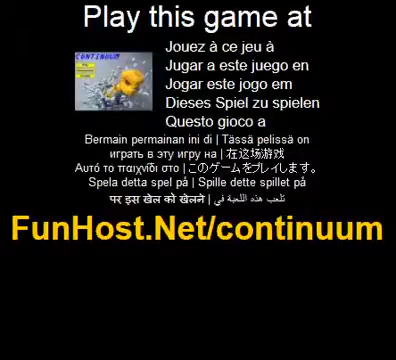 Play this game at
CONTINUUM
Jouez à ce jeu à
Jugar a este juego en
Jogar este jogo em
Dieses Spiel zu spielen
Questo gioco a
Bermain permainan ini di | Tässä pelissä on
играть в эту игру на | 在这场游戏
Αυτό το παιχνίδι στο | このゲームをプレイします。
Spela detta spel på | Spille dette spillet på
पर इस खेल को खेलने | تلعب هذه اللعبة في
FunHost.Net/continuum